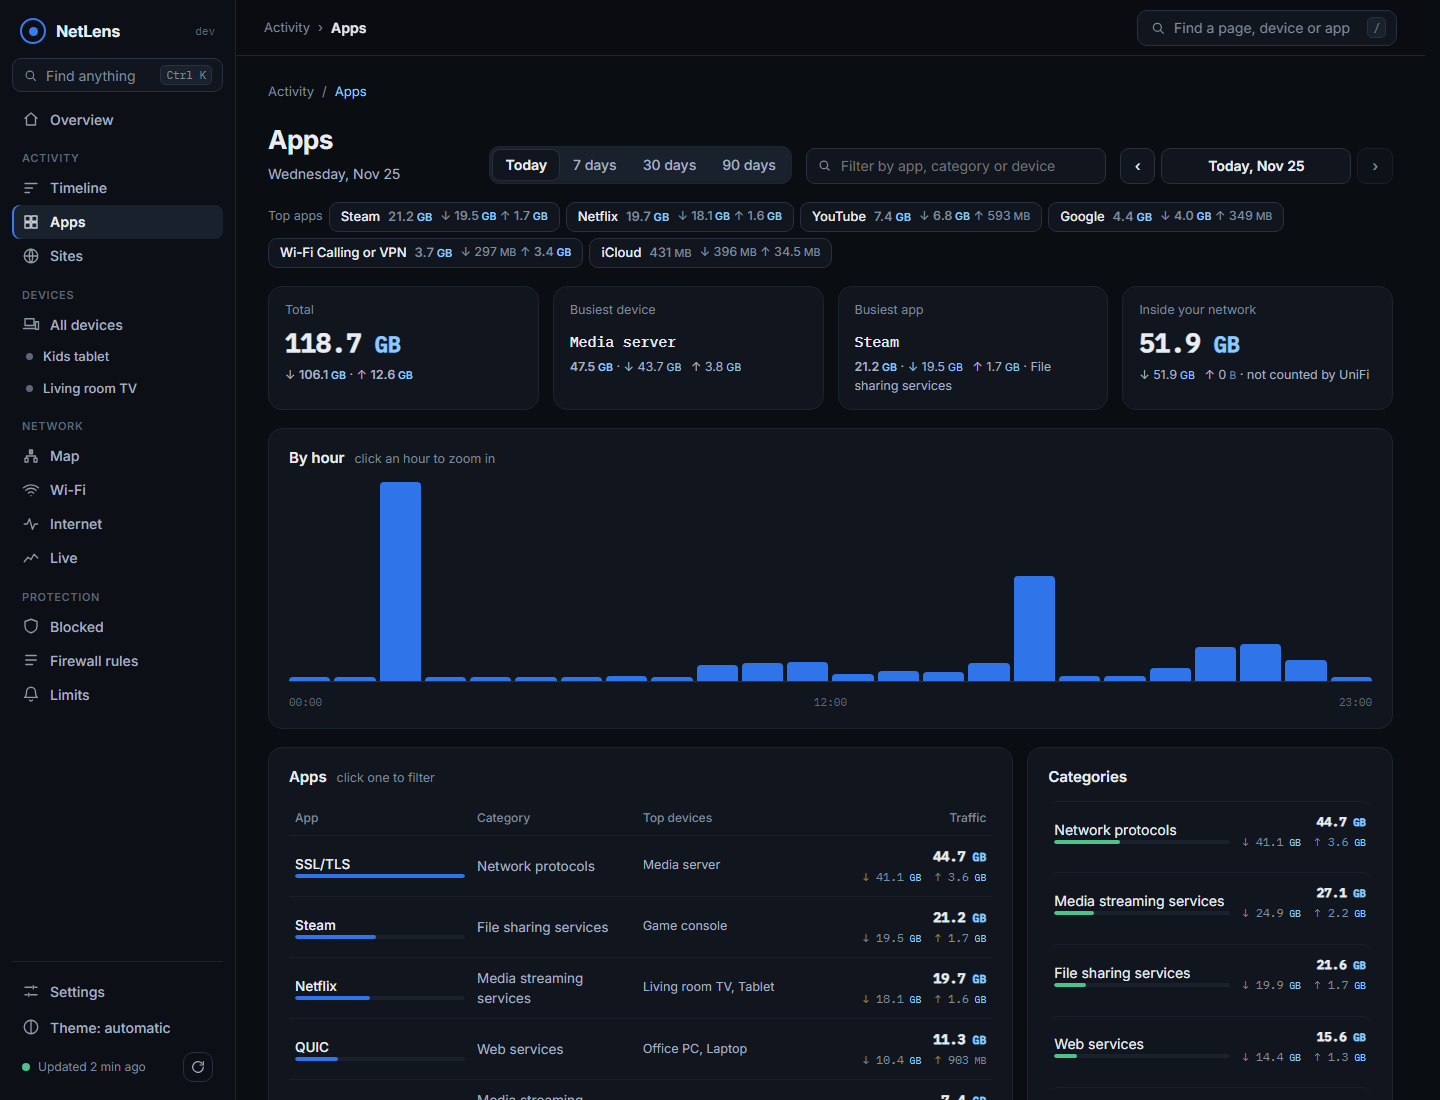 NetLens dev
Find anything Ctrl K
Overview
ACTIVITY
Timeline
Apps
Sites
DEVICES
All devices
Kids tablet
Living room TV
NETWORK
Map
Wi-Fi
Internet
Live
PROTECTION
Blocked
Firewall rules
Limits
Settings
Theme: automatic
Updated 2 min ago
Activity › Apps
Find a page, device or app /
Activity / Apps
Apps
Wednesday, Nov 25
Today 7 days 30 days 90 days
Filter by app, category or device
‹ Today, Nov 25 ›
Top apps Steam 21.2 GB ↓ 19.5 GB ↑ 1.7 GB Netflix 19.7 GB ↓ 18.1 GB ↑ 1.6 GB YouTube 7.4 GB ↓ 6.8 GB ↑ 593 MB Google 4.4 GB ↓ 4.0 GB ↑ 349 MB
Wi-Fi Calling or VPN 3.7 GB ↓ 297 MB ↑ 3.4 GB iCloud 431 MB ↓ 396 MB ↑ 34.5 MB
Total
118.7 GB
↓ 106.1 GB · ↑ 12.6 GB
Busiest device
Media server
47.5 GB · ↓ 43.7 GB ↑ 3.8 GB
Busiest app
Steam
21.2 GB · ↓ 19.5 GB ↑ 1.7 GB · File
sharing services
Inside your network
51.9 GB
↓ 51.9 GB ↑ 0 B · not counted by UniFi
By hour click an hour to zoom in
00:00 12:00 23:00
Apps click one to filter
App Category Top devices Traffic
SSL/TLS Network protocols Media server 44.7 GB
↓ 41.1 GB ↑ 3.6 GB
Steam File sharing services Game console 21.2 GB
↓ 19.5 GB ↑ 1.7 GB
Netflix Media streaming services Living room TV, Tablet 19.7 GB
↓ 18.1 GB ↑ 1.6 GB
QUIC Web services Office PC, Laptop 11.3 GB
↓ 10.4 GB ↑ 903 MB
Media streaming 7.4 GB
Categories
Network protocols 44.7 GB
↓ 41.1 GB ↑ 3.6 GB
Media streaming services 27.1 GB
↓ 24.9 GB ↑ 2.2 GB
File sharing services 21.6 GB
↓ 19.9 GB ↑ 1.7 GB
Web services 15.6 GB
↓ 14.4 GB ↑ 1.3 GB